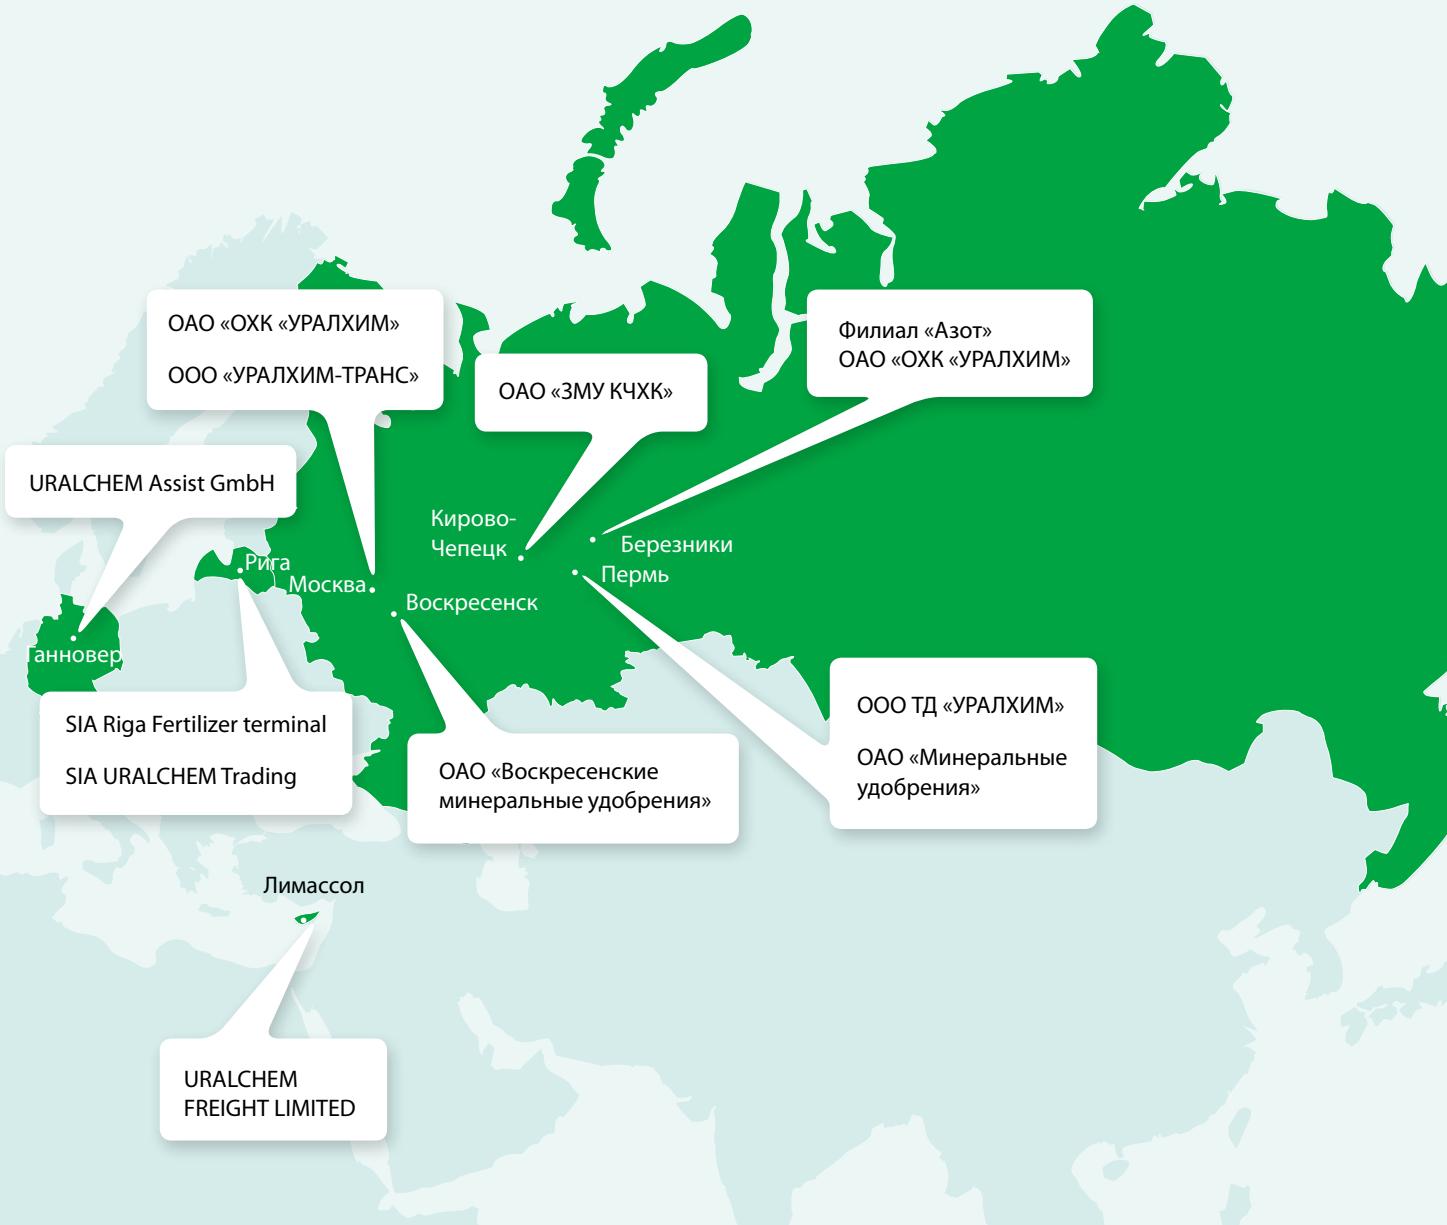 ОАО «ОХК «УРАЛХИМ»
ООО «УРАЛХИМ-ТРАНС»
Филиал «Азот»
ОАО «ОХК «УРАЛХИМ»
ОАО «ЗМУ КЧХК»
URALCHEM Assist GmbH
Кирово-
Чепецк
Березники
Пермь
Рига
Москва
Воскресенск
Ганновер
SIA Riga Fertilizer terminal
SIA URALCHEM Trading
ОАО «Воскресенские
минеральные удобрения»
ООО ТД «УРАЛХИМ»
ОАО «Минеральные
удобрения»
Лимассол
URALCHEM
FREIGHT LIMITED